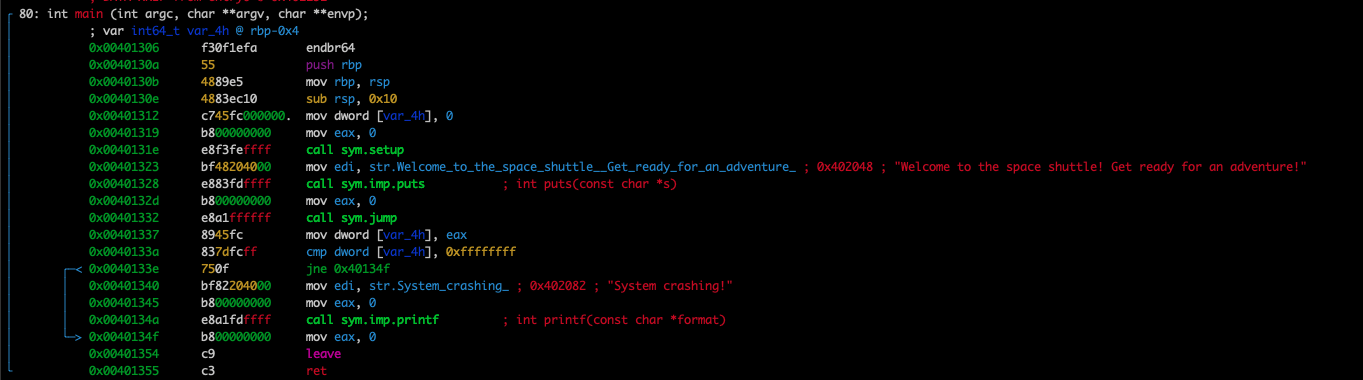 80: int main (int argc, char **argv, char **envp);
; var int64_t var_4h @ rbp-0x4
0x00401306 f30f1efa endbr64
0x0040130a 55 push rbp
0x0040130b 4889e5 mov rbp, rsp
0x0040130e 4883ec10 sub rsp, 0x10
0x00401312 c745fc000000. mov dword [var_4h], 0
0x00401319 b800000000 mov eax, 0
0x0040131e e8f3feffff call sym.setup
0x00401323 bf48204000 mov edi, str.Welcome_to_the_space_shuttle__Get_ready_for_an_adventure_ ; 0x402048 ; "Welcome to the space shuttle! Get ready for an adventure!"
0x00401328 e883fdffff call sym.imp.puts ; int puts(const char *s)
0x0040132d b800000000 mov eax, 0
0x00401332 e8a1ffffff call sym.jump
0x00401337 8945fc mov dword [var_4h], eax
0x0040133a 837dfcff cmp dword [var_4h], 0xffffffff
0x0040133e 750f jne 0x40134f
0x00401340 bf82204000 mov edi, str.System_crashing_ ; 0x402082 ; "System crashing!"
0x00401345 b800000000 mov eax, 0
0x0040134a e8a1fdffff call sym.imp.printf ; int printf(const char *format)
0x0040134f b800000000 mov eax, 0
0x00401354 c9 leave
0x00401355 c3 ret